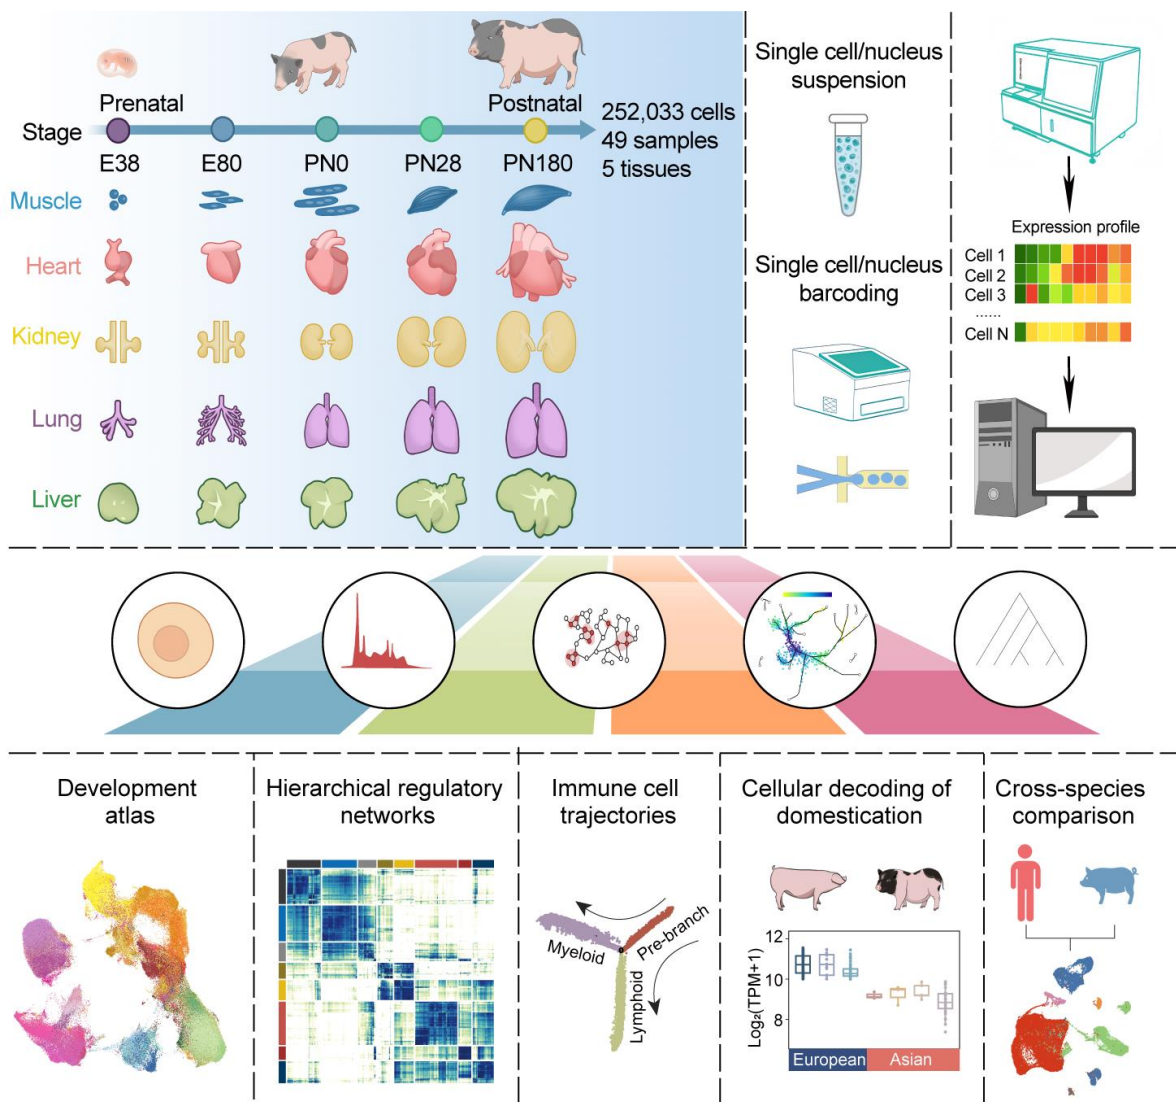 Prenatal
Postnatal
Stage
E38
E80
PN0
PN28
PN180
252,033 cells
49 samples
5 tissues
Muscle
Heart
Kidney
Lung
Liver
Single cell/nucleus
suspension
Single cell/nucleus
barcoding
Expression profile
Cell 1
Cell 2
Cell 3
......
Cell N
Development
atlas
Hierarchical regulatory
networks
Immune cell
trajectories
Myeloid
Pre-branch
Lymphoid
Cellular decoding of
domestication
Log₂(TPM+1)
12
10
8
European
Asian
Cross-species
comparison